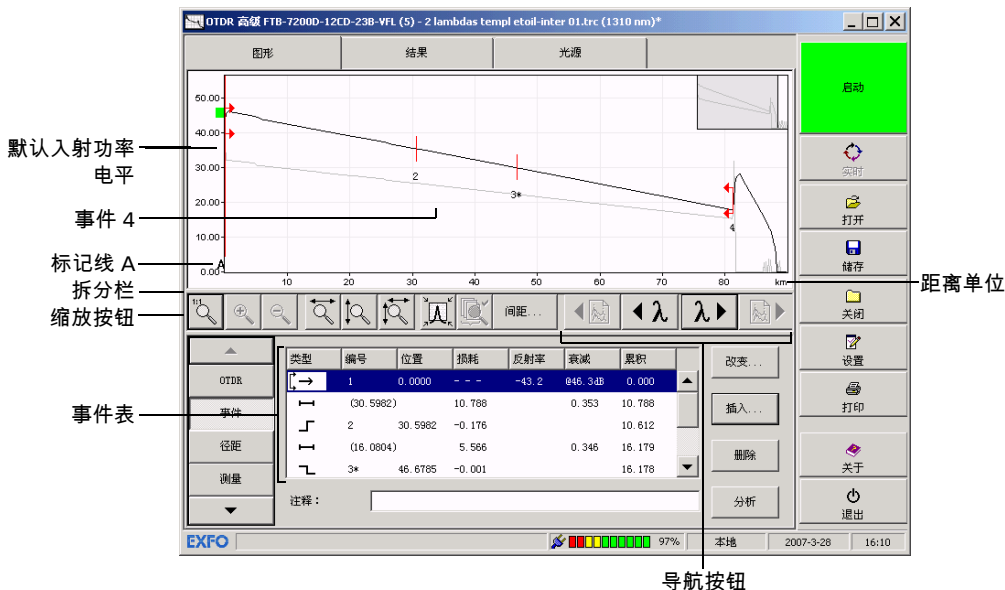 OTDR 高级 FTB-7200D-12CD-23B-VFL (5) - 2 lambdas templ etoil-inter 01.trc (1310 nm)*
图形 结果 光源
50.00
40.00
30.00
20.00
10.00
0.00
A
2
3*
4
10 20 30 40 50 60 70 80 km
默认入射功率
电平
事件 4
标记线 A
拆分栏
缩放按钮
距离单位
1:1
间距...
λ
λ
OTDR
事件
径距
测量
事件表
类型 编号 位置 损耗 反射率 衰减 累积
1 0.0000 - - - -43.2 @46.3dB 0.000
(30.5982) 10.788 0.353 10.788
2 30.5982 -0.176 10.612
(16.0804) 5.566 0.346 16.179
3* 46.6785 -0.001 16.178
注释：
改变...
插入...
删除
分析
启动
实时
打开
储存
关闭
设置
打印
关于
退出
EXFO 97% 本地 2007-3-28 16:10
导航按钮